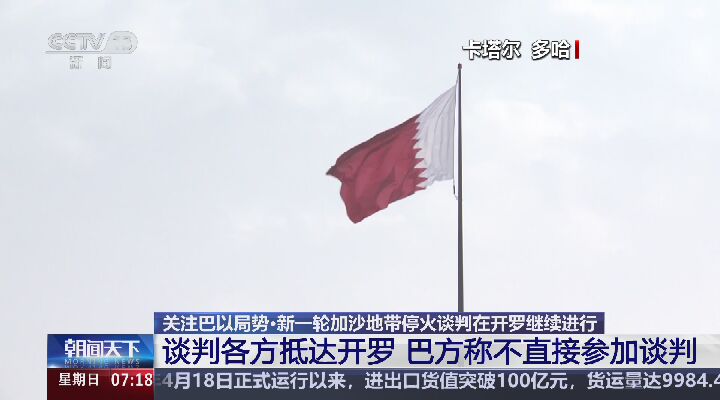 CCTV 13
新闻
卡塔尔 多哈
关注巴以局势·新一轮加沙地带停火谈判在开罗继续进行
朝闻天下
MORNING NEWS
谈判各方抵达开罗 巴方称不直接参加谈判
星期日 07:18
年4月18日正式运行以来，进出口货值突破100亿元，货运量达9984.4